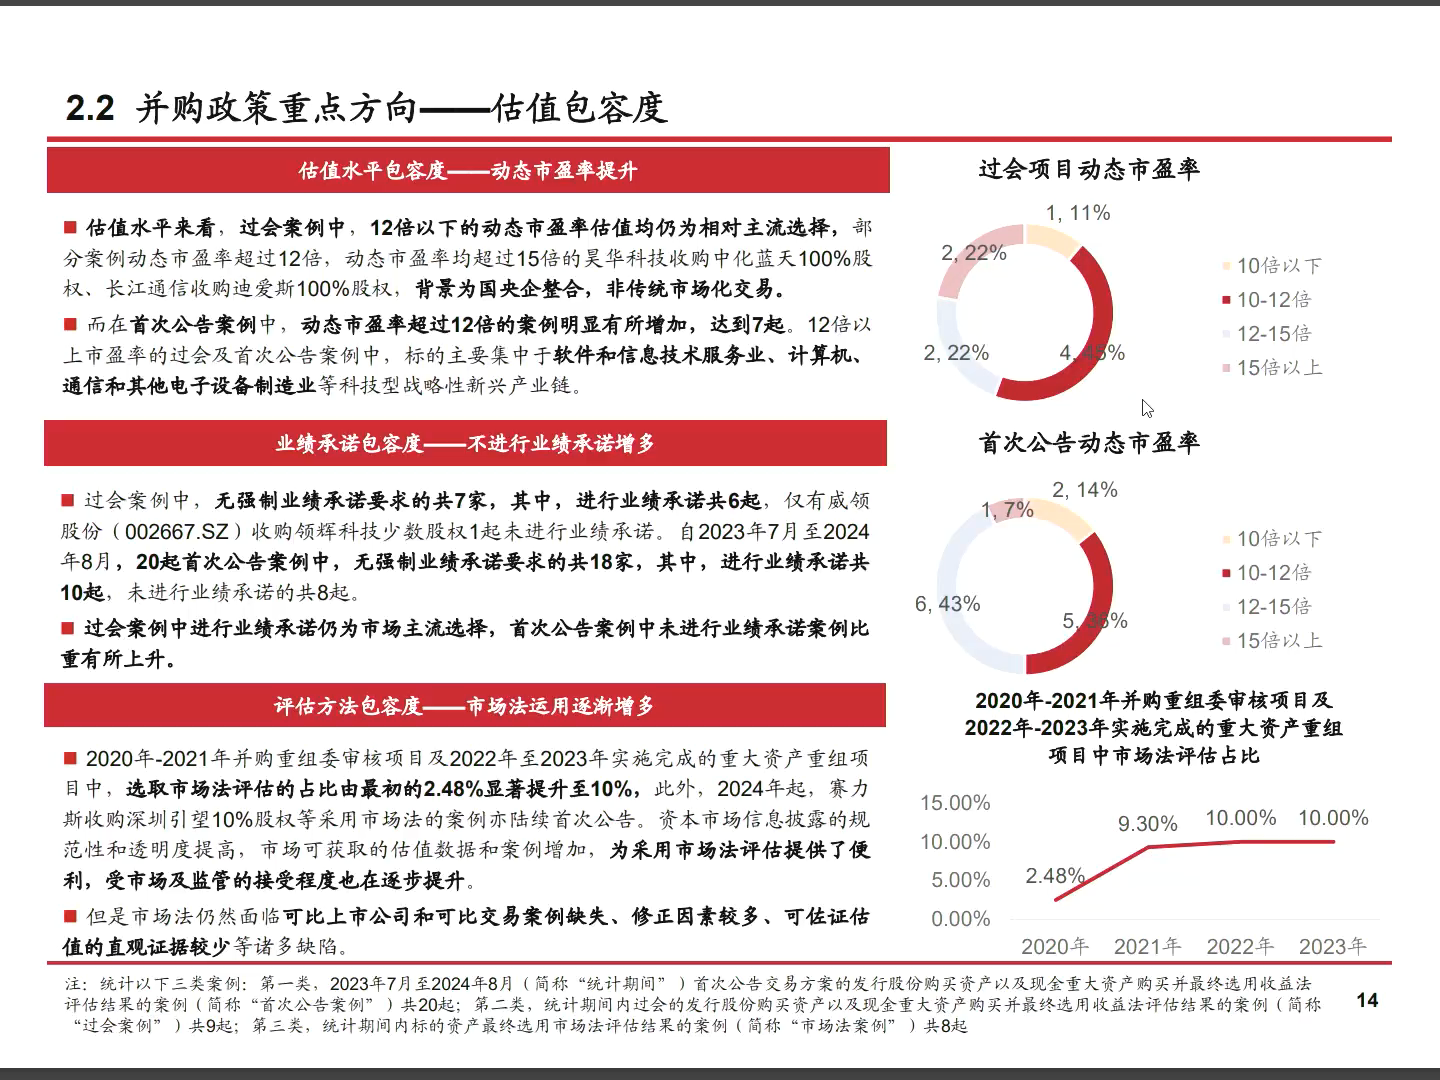 2.2 并购政策重点方向——估值包容度
估值水平包容度——动态市盈率提升
■ 估值水平来看，过会案例中，12倍以下的动态市盈率估值均仍为相对主流选择，部
分案例动态市盈率超过12倍，动态市盈率均超过15倍的昊华科技收购中化蓝天100%股
权、长江通信收购迪爱斯100%股权，背景为国央企整合，非传统市场化交易。
■ 而在首次公告案例中，动态市盈率超过12倍的案例明显有所增加，达到7起。12倍以
上市盈率的过会及首次公告案例中，标的主要集中于软件和信息技术服务业、计算机、
通信和其他电子设备制造业等科技型战略性新兴产业链。
业绩承诺包容度——不进行业绩承诺增多
■ 过会案例中，无强制业绩承诺要求的共7家，其中，进行业绩承诺共6起，仅有威领
股份（002667.SZ）收购领辉科技少数股权1起未进行业绩承诺。自2023年7月至2024
年8月，20起首次公告案例中，无强制业绩承诺要求的共18家，其中，进行业绩承诺共
10起，未进行业绩承诺的共8起。
■ 过会案例中进行业绩承诺仍为市场主流选择，首次公告案例中未进行业绩承诺案例比
重有所上升。
评估方法包容度——市场法运用逐渐增多
■ 2020年-2021年并购重组委审核项目及2022年至2023年实施完成的重大资产重组项
目中，选取市场法评估的占比由最初的2.48%显著提升至10%，此外，2024年起，赛力
斯收购深圳引望10%股权等采用市场法的案例亦陆续首次公告。资本市场信息披露的规
范性和透明度提高，市场可获取的估值数据和案例增加，为采用市场法评估提供了便
利，受市场及监管的接受程度也在逐步提升。
■ 但是市场法仍然面临可比上市公司和可比交易案例缺失、修正因素较多、可佐证估
值的直观证据较少等诸多缺陷。
过会项目动态市盈率
1, 11%
2, 22%
2, 22%
4, 45%
10倍以下
10-12倍
12-15倍
15倍以上
首次公告动态市盈率
2, 14%
1, 7%
6, 43%
5, 36%
10倍以下
10-12倍
12-15倍
15倍以上
2020年-2021年并购重组委审核项目及
2022年-2023年实施完成的重大资产重组
项目中市场法评估占比
15.00%
10.00%
5.00%
0.00%
2.48%
9.30%
10.00%
10.00%
2020年 2021年 2022年 2023年
注：统计以下三类案例：第一类，2023年7月至2024年8月（简称“统计期间”）首次公告交易方案的发行股份购买资产以及现金重大资产购买并最终选用收益法
评估结果的案例（简称“首次公告案例”）共20起；第二类，统计期间内过会的发行股份购买资产以及现金重大资产购买并最终选用收益法评估结果的案例（简称
“过会案例”）共9起；第三类，统计期间内标的资产最终选用市场法评估结果的案例（简称“市场法案例”）共8起
14